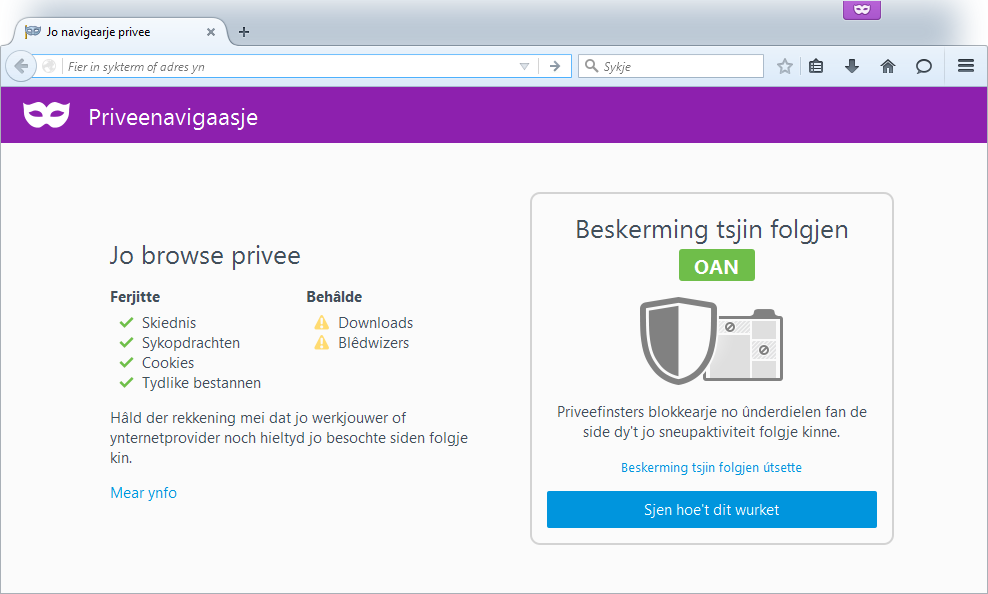 Jo navigearje privee
Fier in sykterm of adres yn
Sykje
Priveenavigaasje
Jo browse privee
Ferjitte
Skiednis
Sykopdrachten
Cookies
Tydlike bestannen
Behâlde
Downloads
Blêdwizers
Hâld der rekkening mei dat jo werkjouwer of
ynternetprovider noch hieltyd jo besochte siden folgje
kin.
Mear ynfo
Beskerming tsjin folgjen
OAN
Priveefinsters blokkearje no ûnderdielen fan de
side dy't jo sneupaktiviteit folgje kinne.
Beskerming tsjin folgjen útsette
Sjen hoe't dit wurket